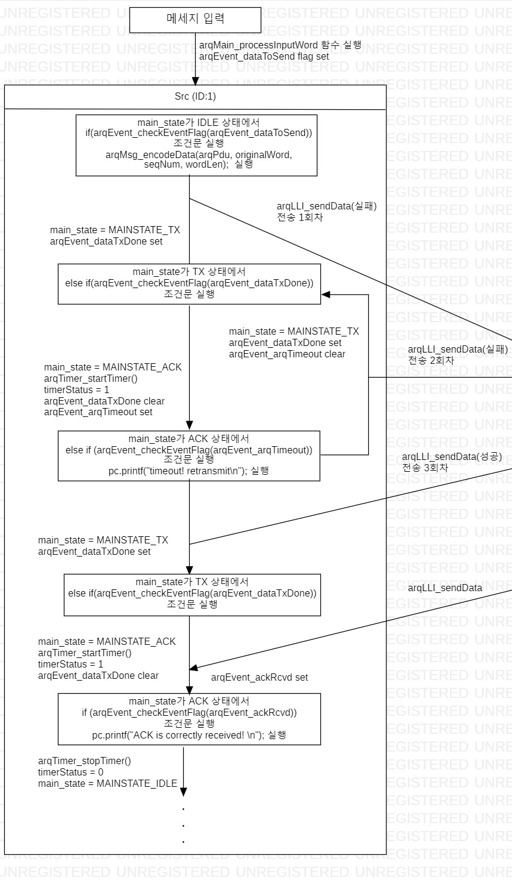 메세지 입력
arqMain_processInputWord 함수 실행
arqEvent_dataToSend flag set
Src (ID:1)
main_state가 IDLE 상태에서
if(arqEvent_checkEventFlag(arqEvent_dataToSend))
조건문 실행
arqMsg_encodeData(arqPdu, originalWord,
seqNum, wordLen); 실행
arqLLI_sendData(실패)
전송 1회차
main_state = MAINSTATE_TX
arqEvent_dataTxDone set
main_state가 TX 상태에서
else if(arqEvent_checkEventFlag(arqEvent_dataTxDone))
조건문 실행
main_state = MAINSTATE_TX
arqEvent_dataTxDone set
arqEvent_arqTimeout clear
arqLLI_sendData(실패)
전송 2회차
main_state = MAINSTATE_ACK
arqTimer_startTimer()
timerStatus = 1
arqEvent_dataTxDone clear
arqEvent_arqTimeout set
main_state가 ACK 상태에서
else if (arqEvent_checkEventFlag(arqEvent_arqTimeout))
조건문 실행
pc.printf("timeout! retransmit\n"); 실행
arqLLI_sendData(성공)
전송 3회차
main_state = MAINSTATE_TX
arqEvent_dataTxDone set
main_state가 TX 상태에서
else if(arqEvent_checkEventFlag(arqEvent_dataTxDone))
조건문 실행
arqLLI_sendData
main_state = MAINSTATE_ACK
arqTimer_startTimer()
timerStatus = 1
arqEvent_dataTxDone clear
arqEvent_ackRcvd set
main_state가 ACK 상태에서
if (arqEvent_checkEventFlag(arqEvent_ackRcvd))
조건문 실행
pc.printf("ACK is correctly received! \n"); 실행
arqTimer_stopTimer()
timerStatus = 0
main_state = MAINSTATE_IDLE
.
.
.